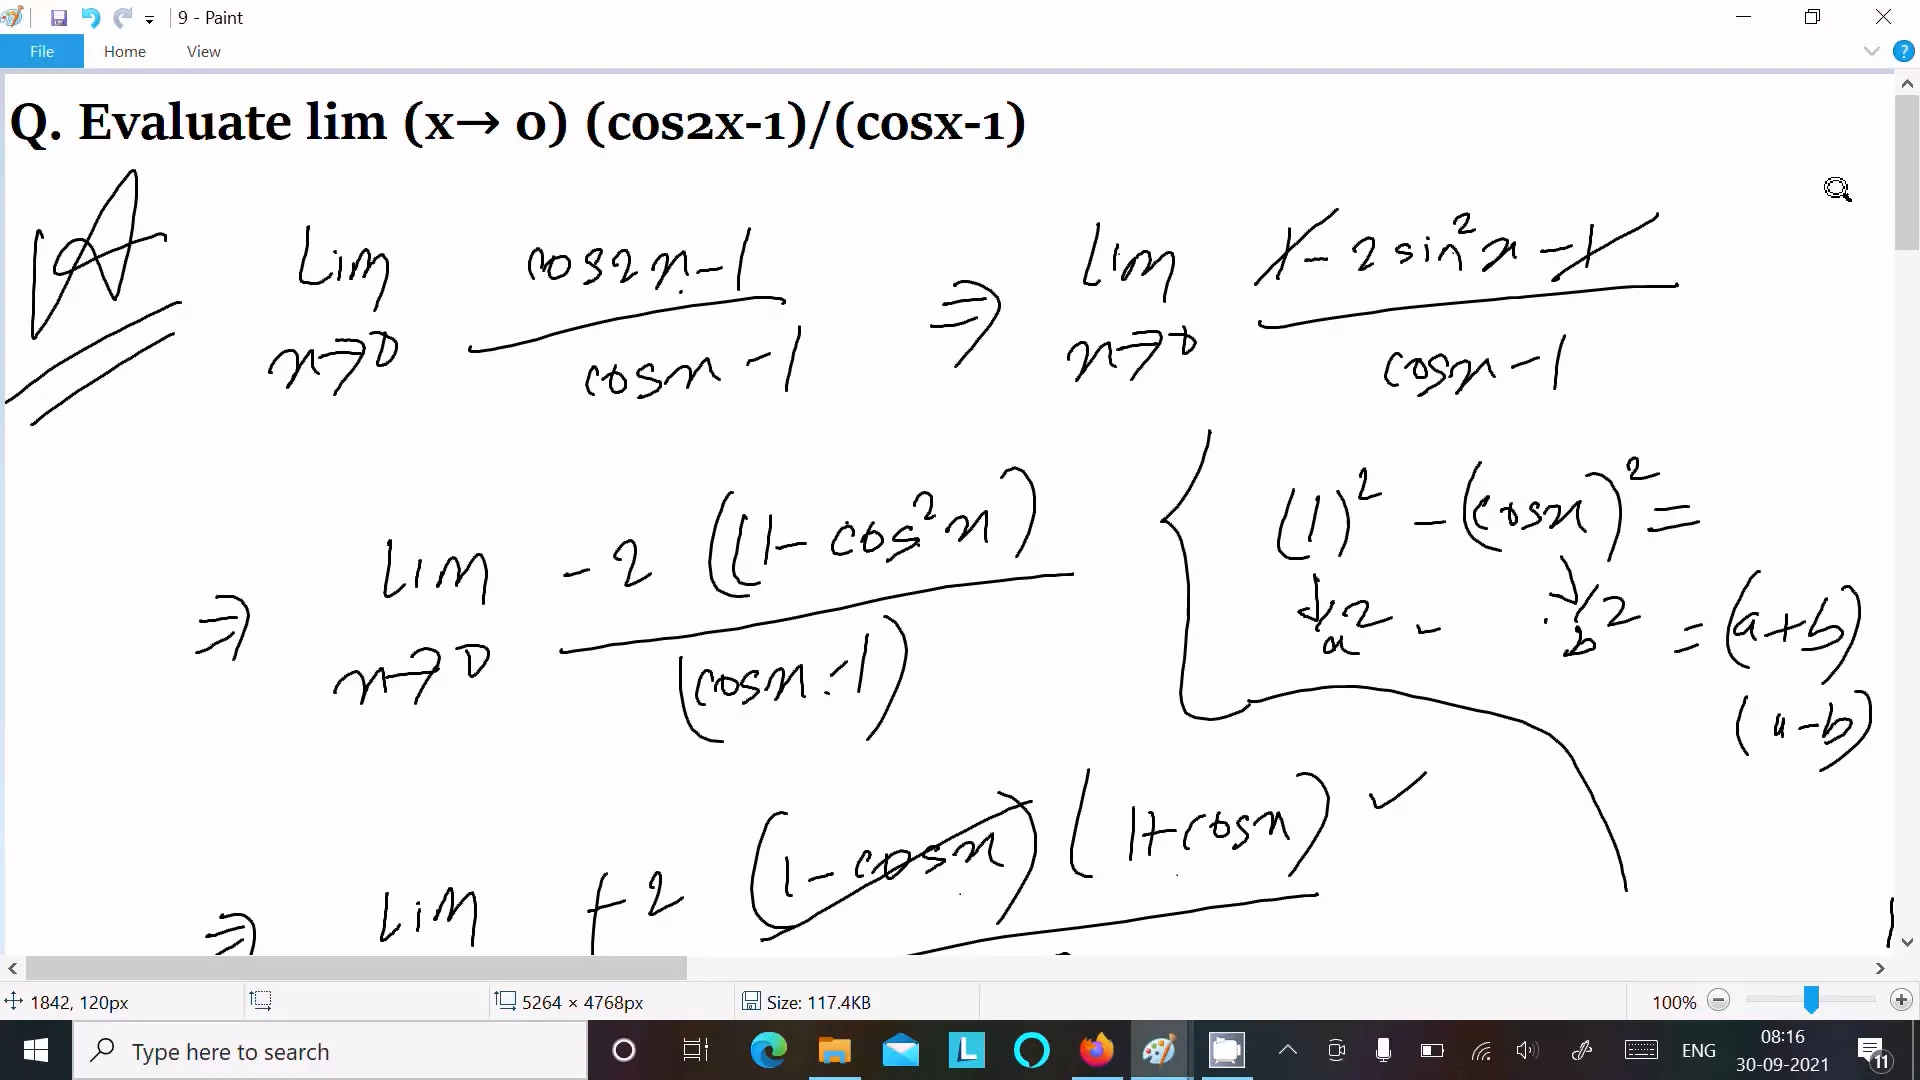 9 - Paint
File Home View
Q. Evaluate lim (x→ 0) (cos2x-1)/(cosx-1)
A
Lim x→0 cos2x-1 / cosx-1 ⇒ Lim x→0 1-2sin²x-1 / cosx-1
⇒ Lim x→0 -2 ((1-cos²x) / (cosx-1)
(1)² - (cosx)² =
a² - b² = (a+b)
(a-b)
⇒ Lim +2 (1-cosx) (1+cosx) ✓
1842, 120px
5264 × 4768px
Size: 117.4KB
100%
Type here to search
ENG
08:16
30-09-2021
11